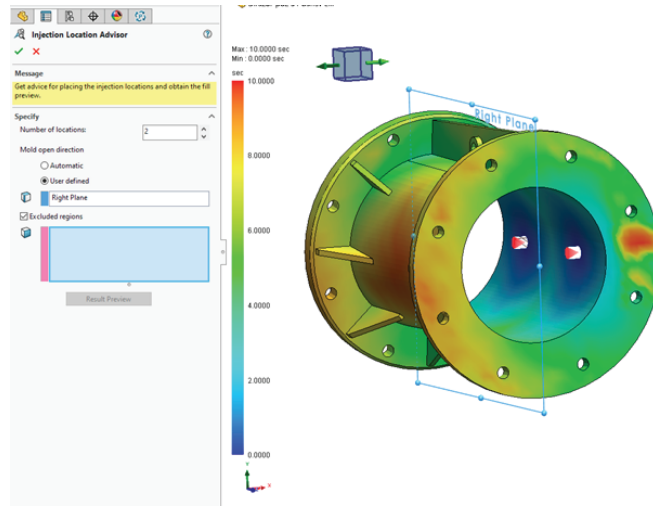 Injection Location Advisor
Message
Get advice for placing the injection locations and obtain the fill preview.
Specify
Number of locations:
2
Mold open direction
Automatic
User defined
Right Plane
Excluded regions
Result Preview
Max : 10.0000 sec
Min : 0.0000 sec
sec
10.0000
8.0000
6.0000
4.0000
2.0000
0.0000
Right Plane
Y
X